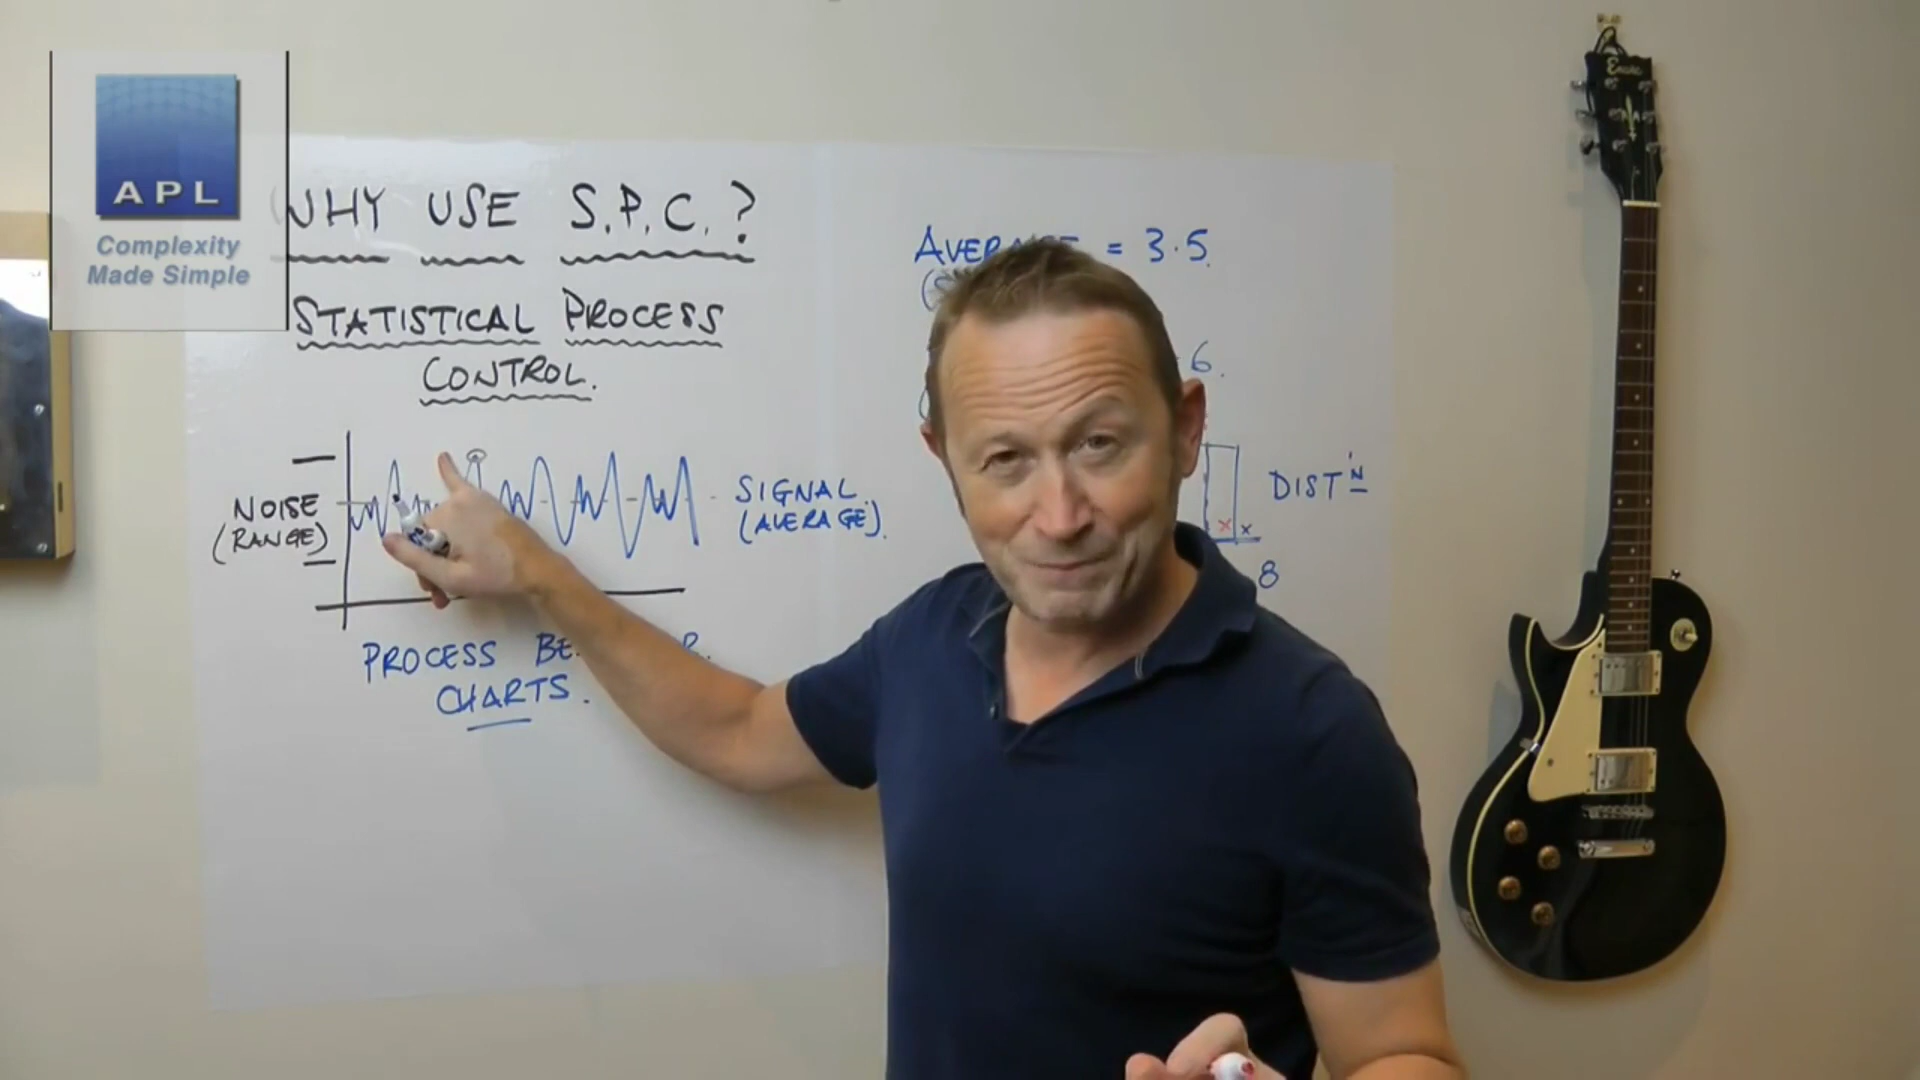 APL
Complexity
Made Simple
WHY USE S.P.C.?
STATISTICAL PROCESS
CONTROL.
NOISE
(RANGE)
SIGNAL
(AVERAGE).
PROCESS
CHARTS.
= 3.5
6.
DIST'N
8
Epiphone